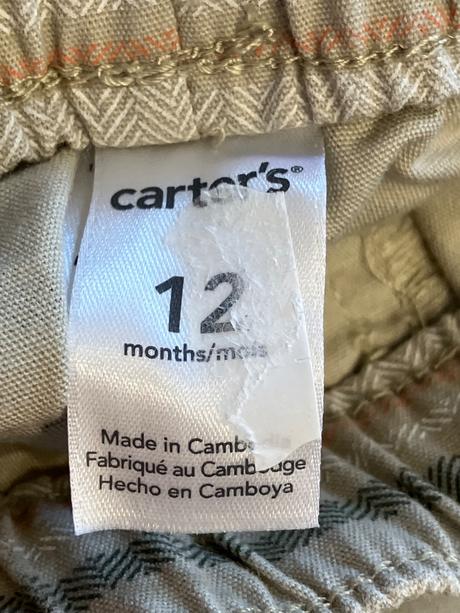 carter's®
12
months/mois
Made in Cambodia
Fabriqué au Cambodge
Hecho en Camboya